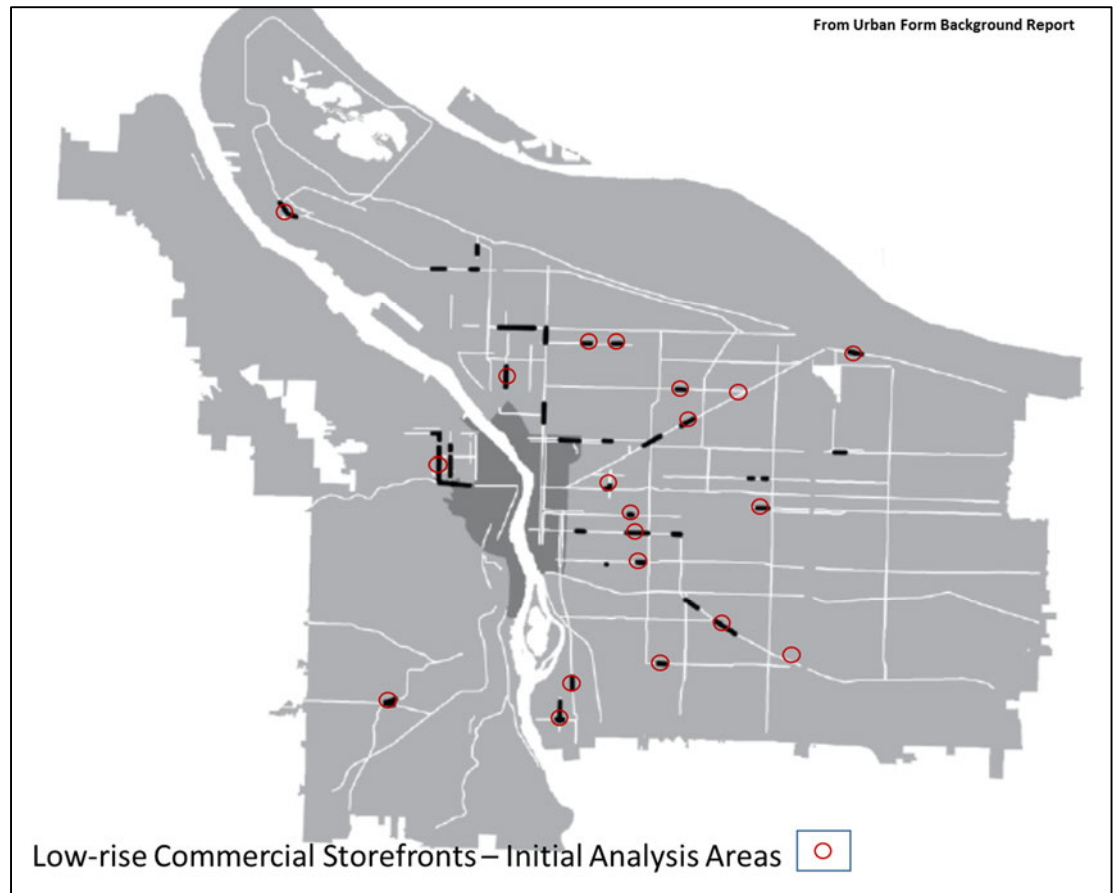 From Urban Form Background Report
Low-rise Commercial Storefronts – Initial Analysis Areas